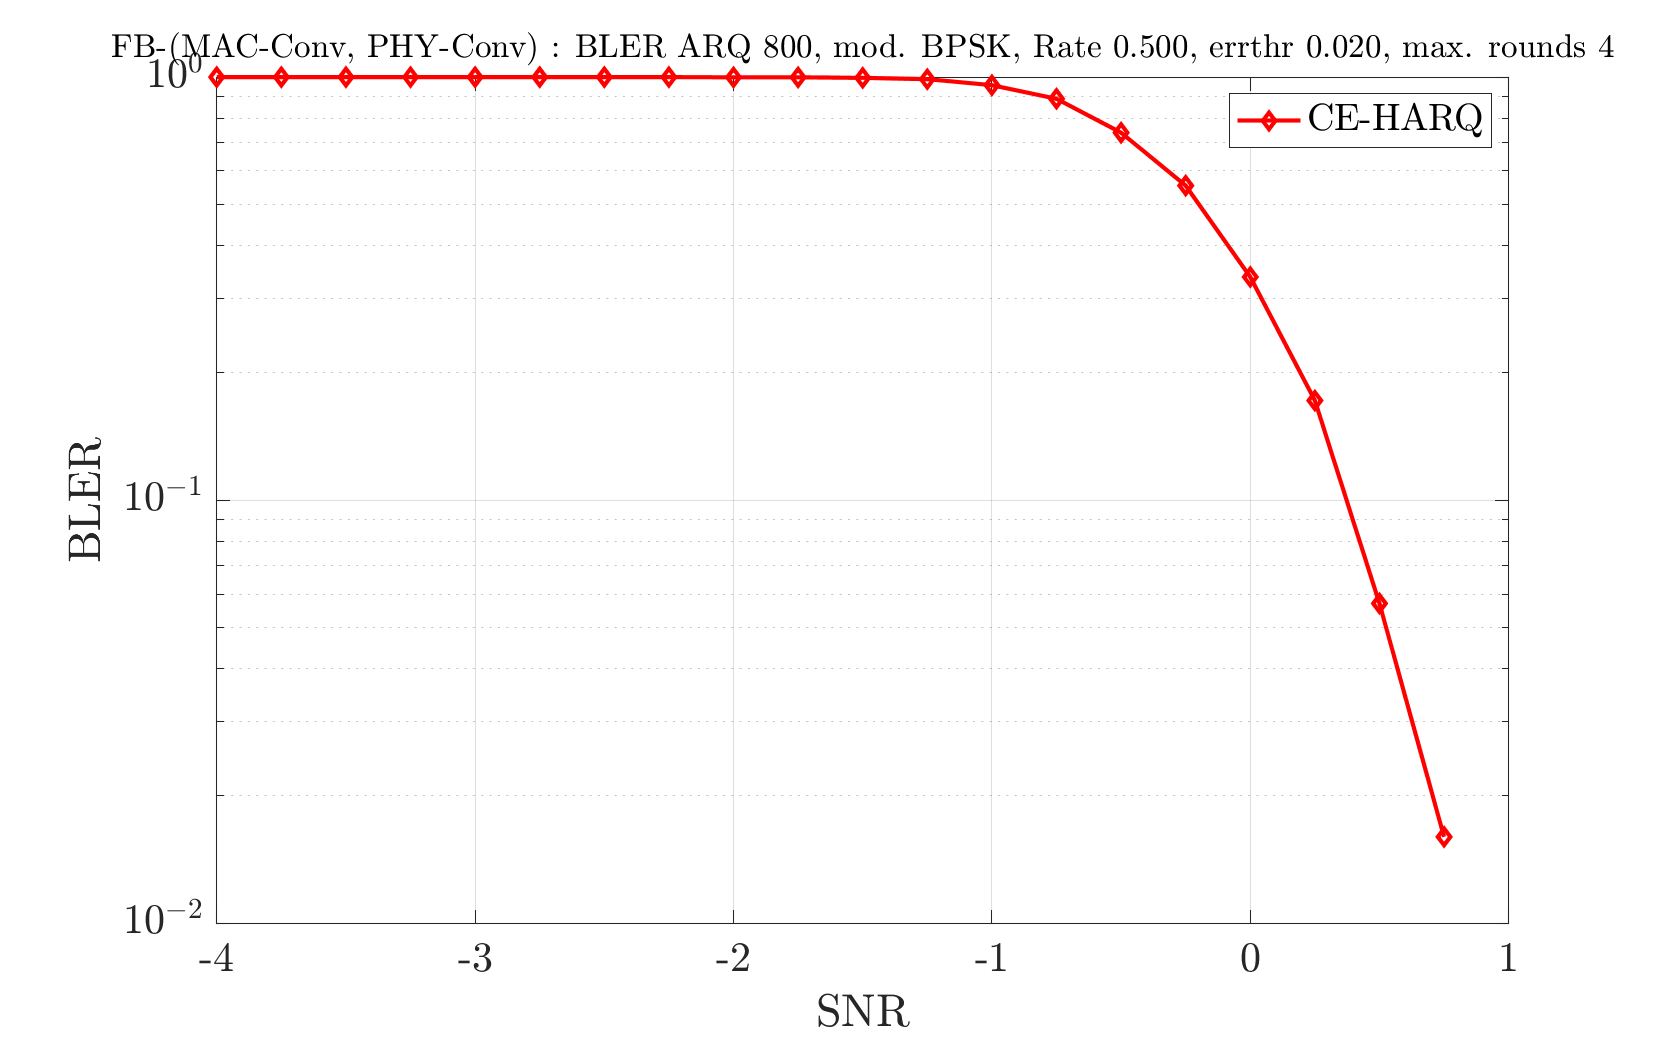 FB-(MAC-Conv, PHY-Conv) : BLER ARQ 800, mod. BPSK, Rate 0.500, errthr 0.020, max. rounds 4
10^0
CE-HARQ
BLER
10^{-1}
10^{-2}
-4 -3 -2 -1 0 1
SNR